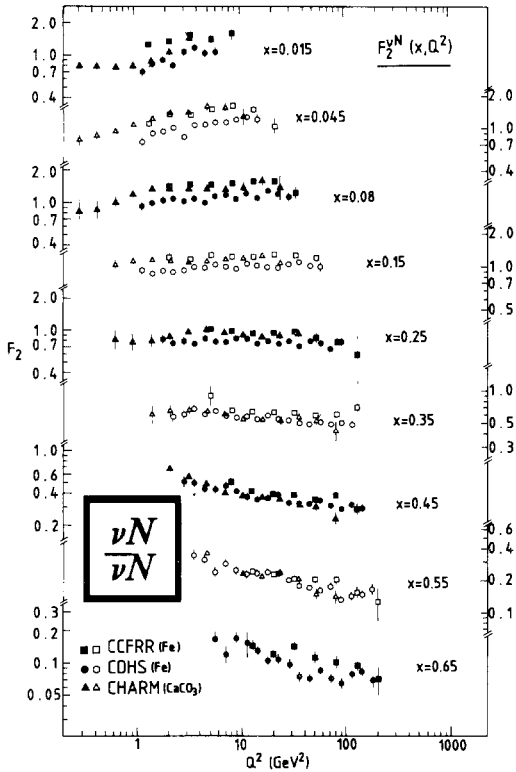 F₂^νN (x,Q²)
2.0
1.0
0.7
0.4
x=0.015
x=0.045
2.0
1.0
0.7
0.4
2.0
1.0
0.7
0.4
x=0.08
x=0.15
2.0
1.0
0.7
0.5
2.0
1.0
0.7
0.4
x=0.25
F₂
x=0.35
1.0
0.5
0.3
1.0
0.6
0.4
0.2
x=0.45
x=0.55
0.6
0.4
0.2
0.1
νN
ν̅N
0.3
0.2
0.1
0.05
x=0.65
CCFRR (Fe)
CDHS (Fe)
CHARM (CaCO₃)
1 10 100 1000
Q² (GeV²)